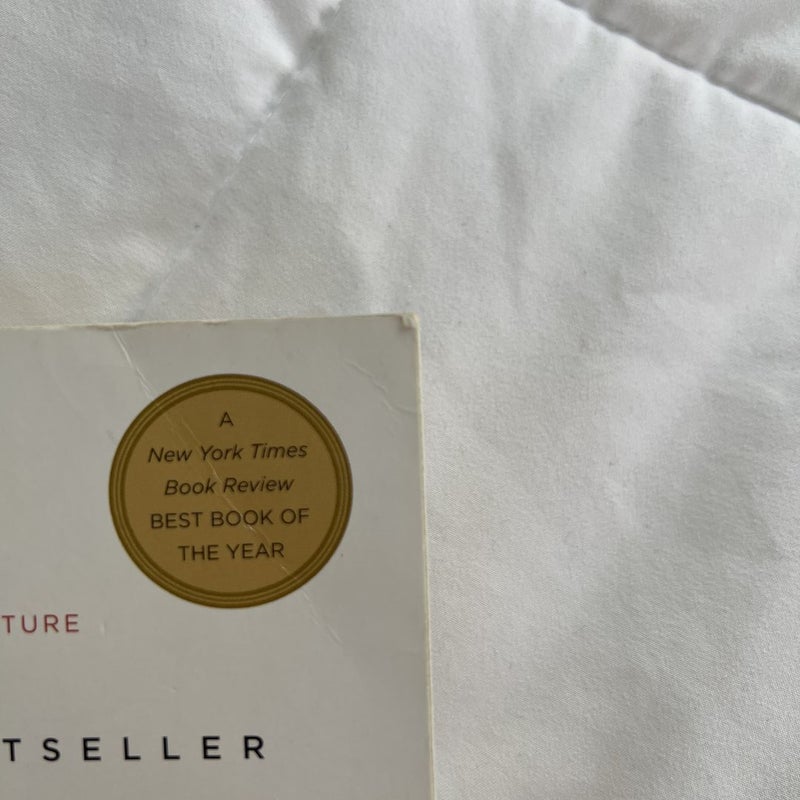 A
New York Times
Book Review
BEST BOOK OF
THE YEAR
TURE
TSELLER